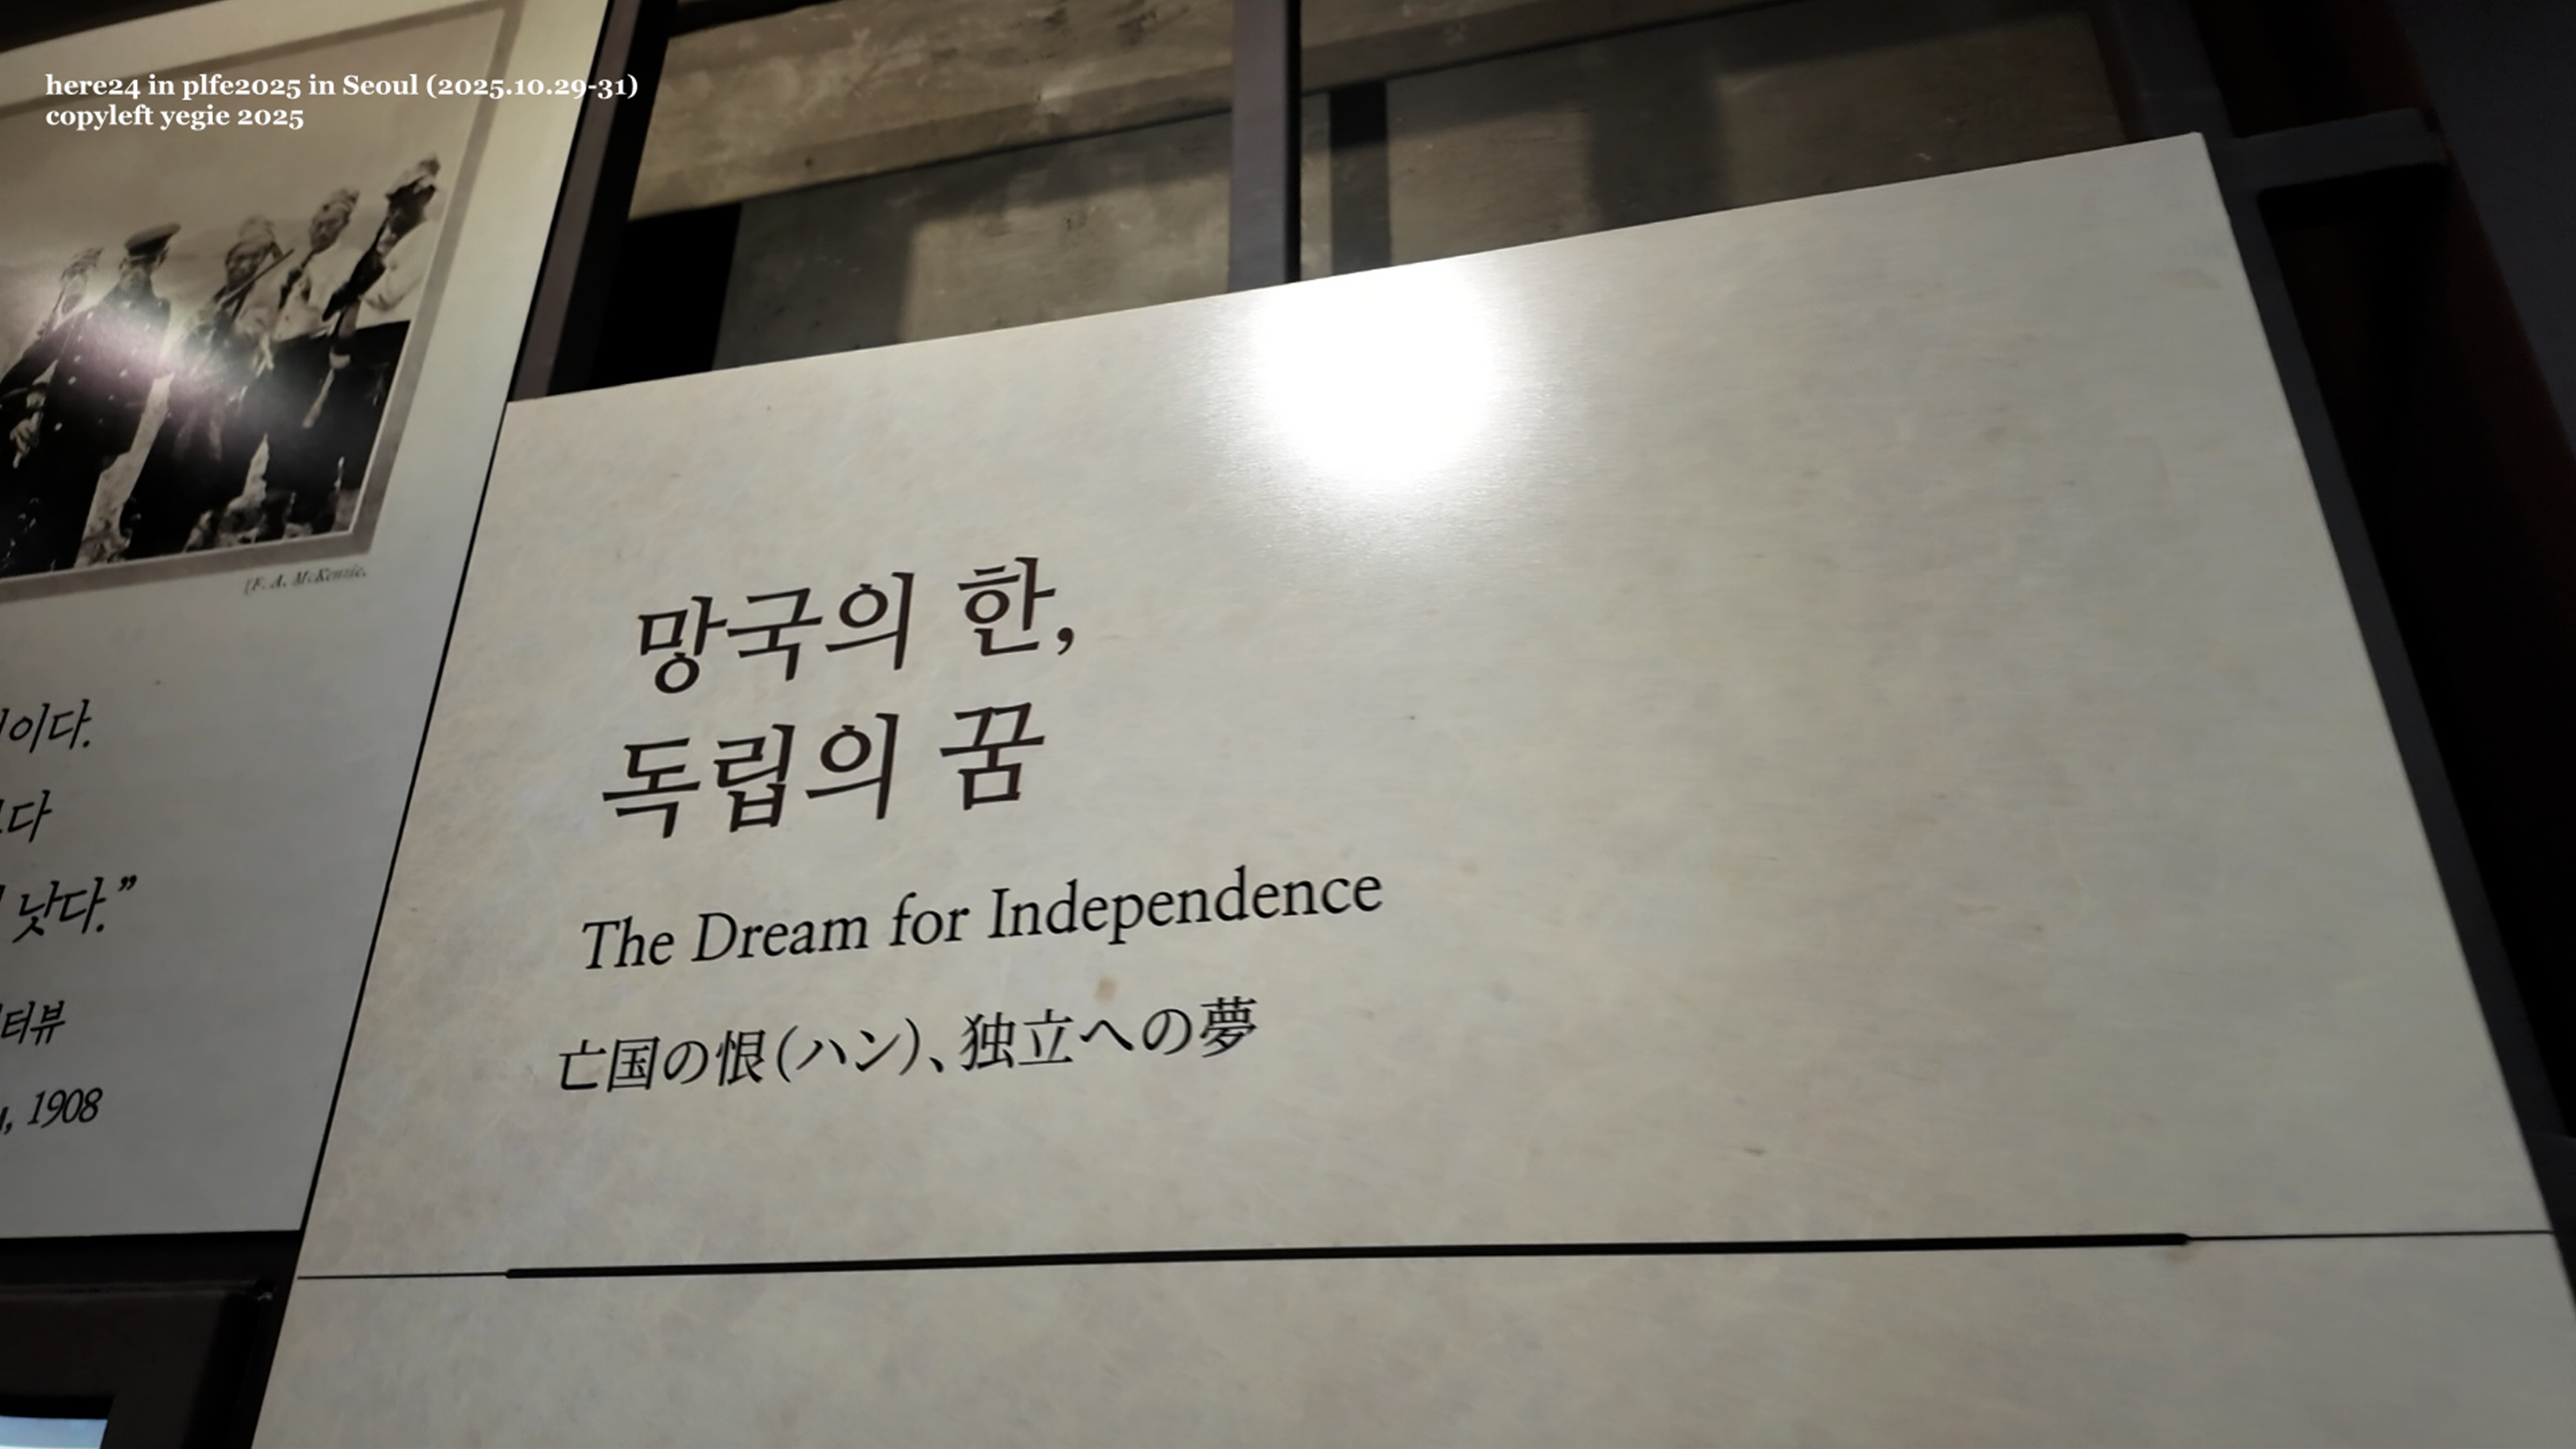 here24 in plfe2025 in Seoul (2025.10.29-31)
copyleft yegie 2025
(F. A. McKenzie,
이다.
다
낫다.”
터뷰
, 1908
망국의 한,
독립의 꿈
The Dream for Independence
亡国の恨(ハン)、独立への夢